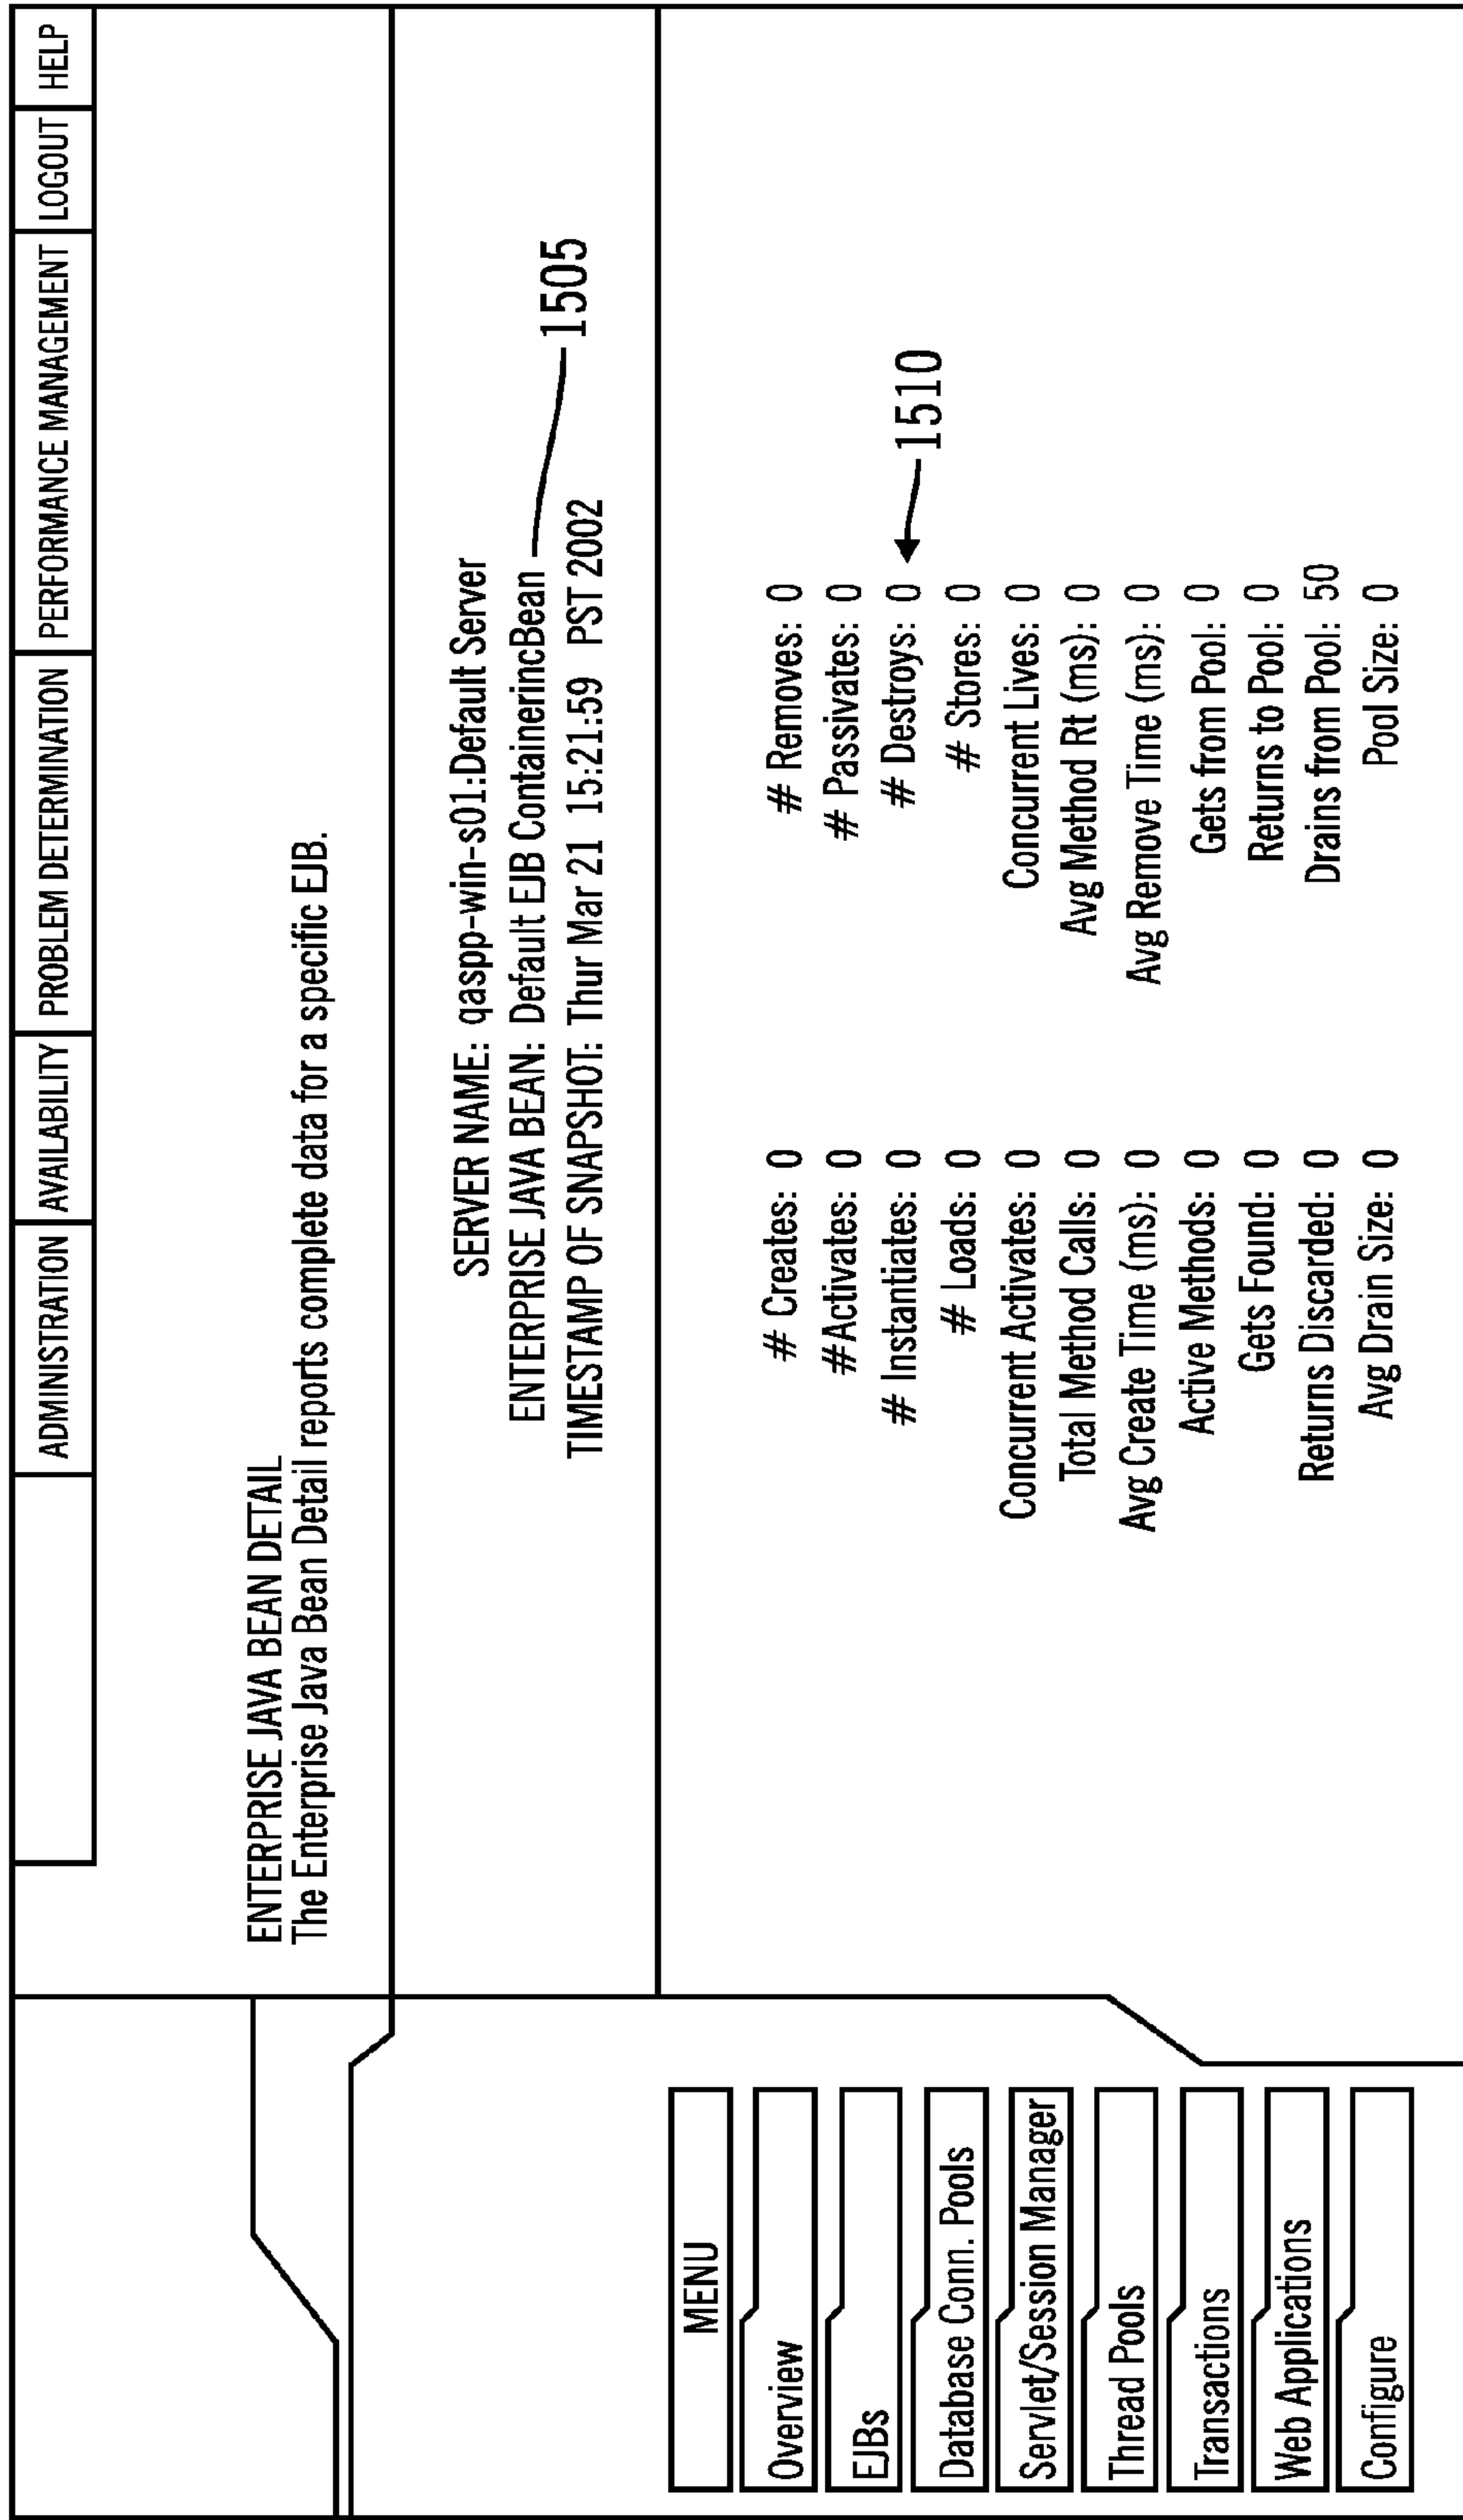 ADMINISTRATION AVAILABILITY PROBLEM DETERMINATION PERFORMANCE MANAGEMENT LOGOUT HELP
ENTERPRISE JAVA BEAN DETAIL
The Enterprise Java Bean Detail reports complete data for a specific EJB.
SERVER NAME: qaspp-win-s01:Default Server
ENTERPRISE JAVA BEAN: Default EJB ContainerincBean
1505
TIMESTAMP OF SNAPSHOT: Thur Mar 21 15:21:59 PST 2002
MENU
Overview
EJBs
Database Conn. Pools
Servlet/Session Manager
Thread Pools
Transactions
Web Applications
Configure
# Creates: 0 # Removes: 0
#Activates: 0 # Passivates: 0
# Instantiates: 0 # Destroys: 0
1510
# Loads: 0 # Stores: 0
Concurrent Activates: 0 Concurrent Lives: 0
Total Method Calls: 0 Avg Method Rt (ms): 0
Avg Create Time (ms): 0 Avg Remove Time (ms): 0
Active Methods: 0 Gets from Pool: 0
Gets Found: 0 Returns to Pool: 0
Returns Discarded: 0 Drains from Pool: 50
Avg Drain Size: 0 Pool Size: 0